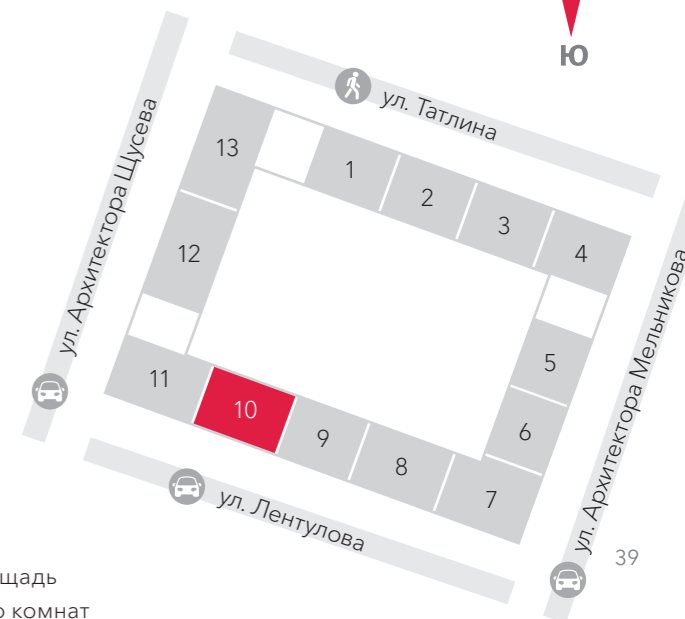 Ю
ул. Татлина
ул. Архитектора Щусева
13
1
2
3
4
12
ул. Архитектора Мельникова
5
11
10
9
6
8
7
ул. Лентулова
39
щадь
о комнат